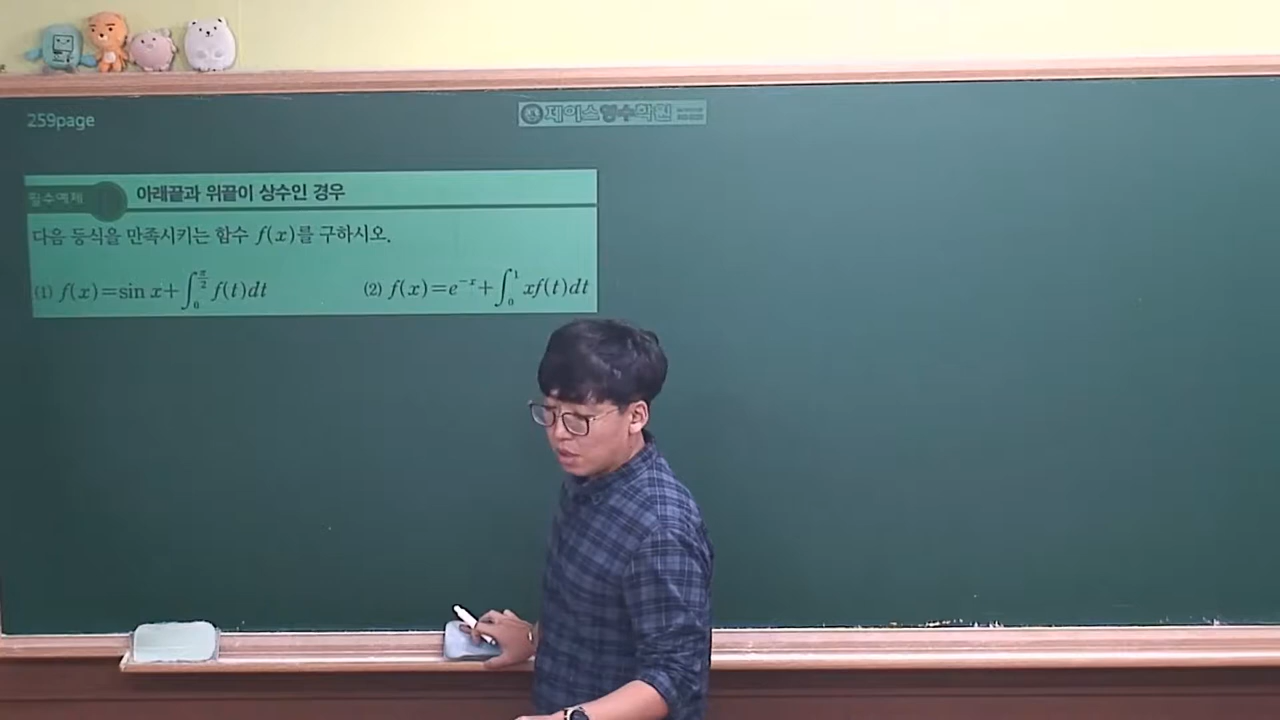 259page
제이스영수학원
필수예제 아래끝과 위끝이 상수인 경우
다음 등식을 만족시키는 함수 f(x)를 구하시오.
(1) f(x)=sin x+∫₀^{π/2} f(t)dt (2) f(x)=e^{-x}+∫₀^1 xf(t)dt